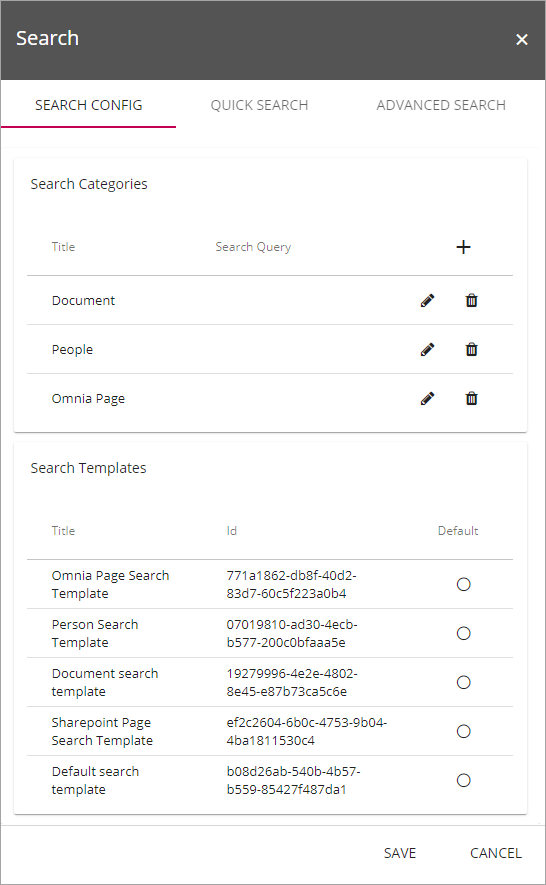 Search
SEARCH CONFIG QUICK SEARCH ADVANCED SEARCH
Search Categories
Title Search Query
Document
People
Omnia Page
Search Templates
Title Id Default
Omnia Page Search 771a1862-db8f-40d2-
Template 83d7-60c5f223a0b4
Person Search 07019810-ad30-4ecb-
Template b577-200c0bfaaa5e
Document search 19279996-4e2e-4802-
template 8e45-e87b73ca5c6e
Sharepoint Page ef2c2604-6b0c-4753-9b04-
Search Template 4ba1811530c4
Default search b08d26ab-540b-4b57-
template b559-85427f487da1
SAVE CANCEL